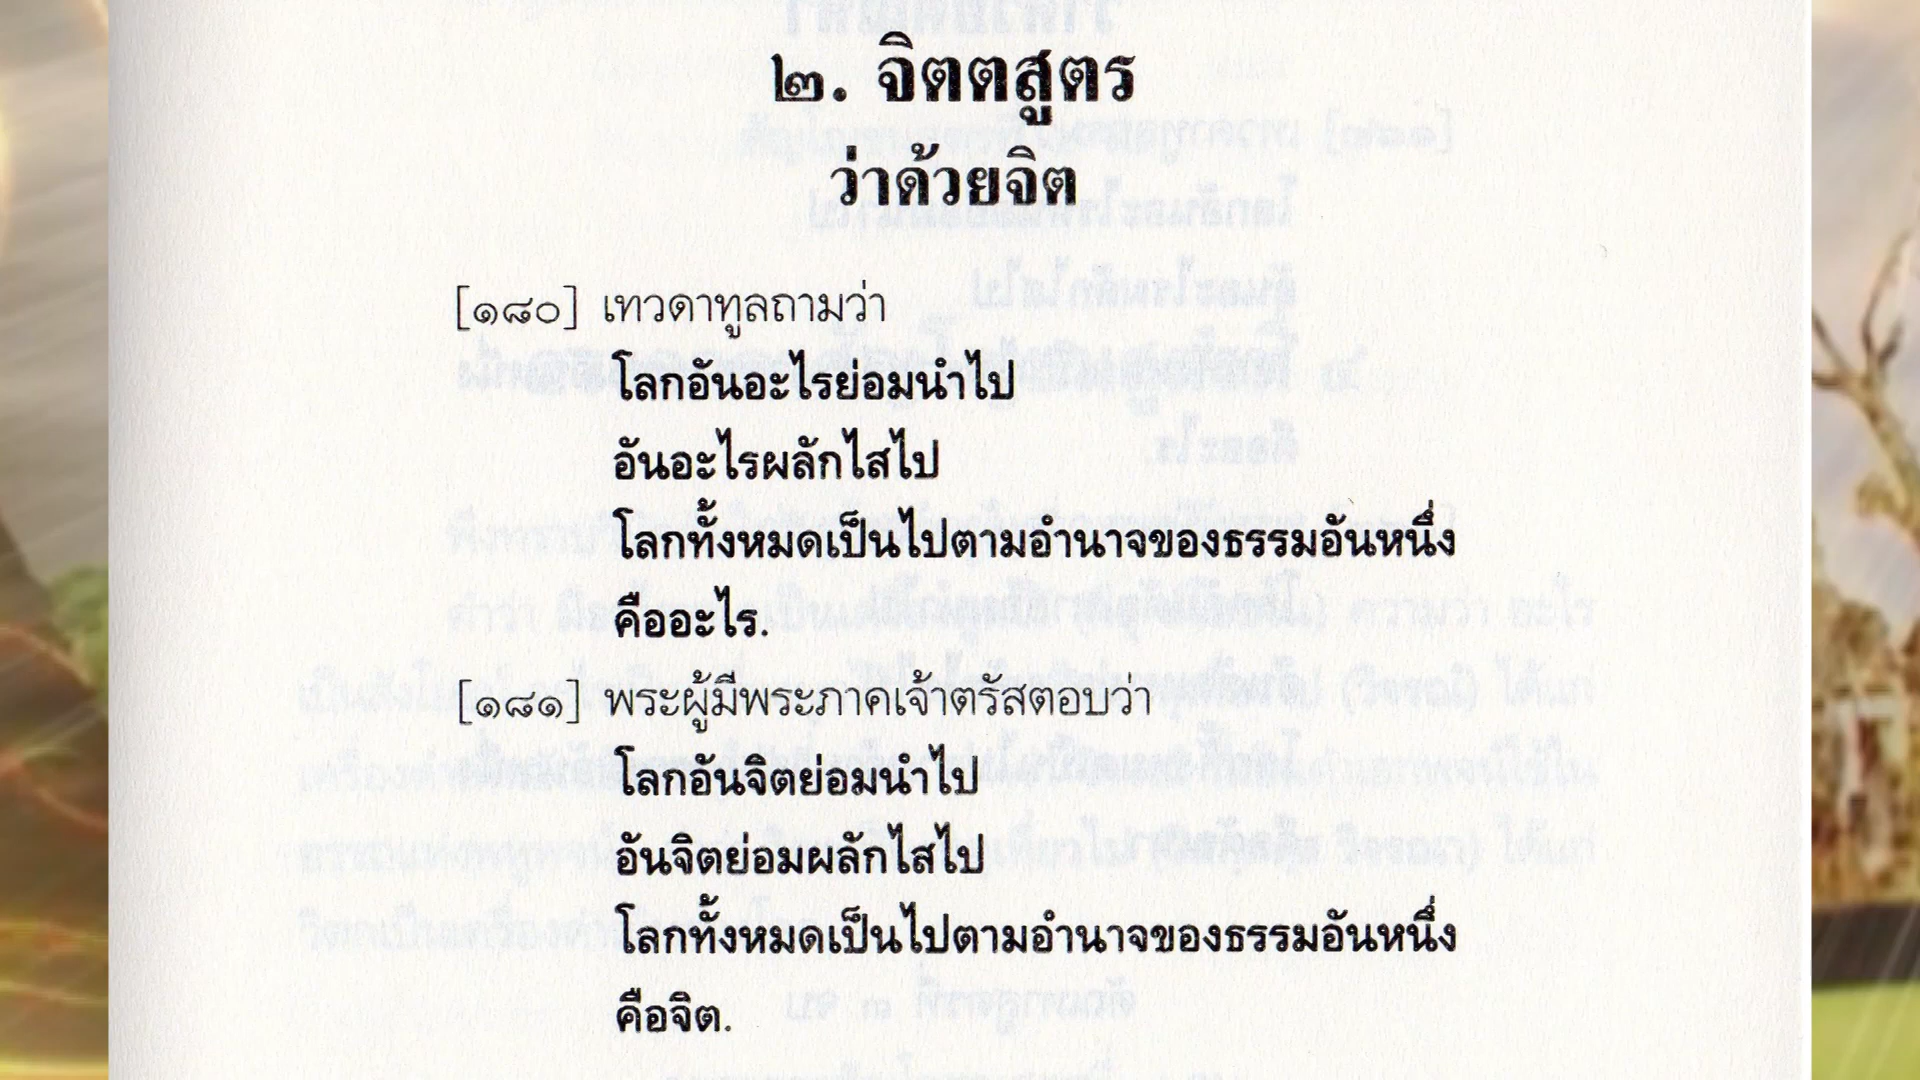 ๒. จิตตสูตร
ว่าด้วยจิต
[๑๘๐] เทวดาทูลถามว่า
โลกอันอะไรย่อมนำไป
อันอะไรผลักไสไป
โลกทั้งหมดเป็นไปตามอำนาจของธรรมอันหนึ่ง
คืออะไร.
[๑๘๑] พระผู้มีพระภาคเจ้าตรัสตอบว่า
โลกอันจิตย่อมนำไป
อันจิตย่อมผลักไสไป
โลกทั้งหมดเป็นไปตามอำนาจของธรรมอันหนึ่ง
คือจิต.